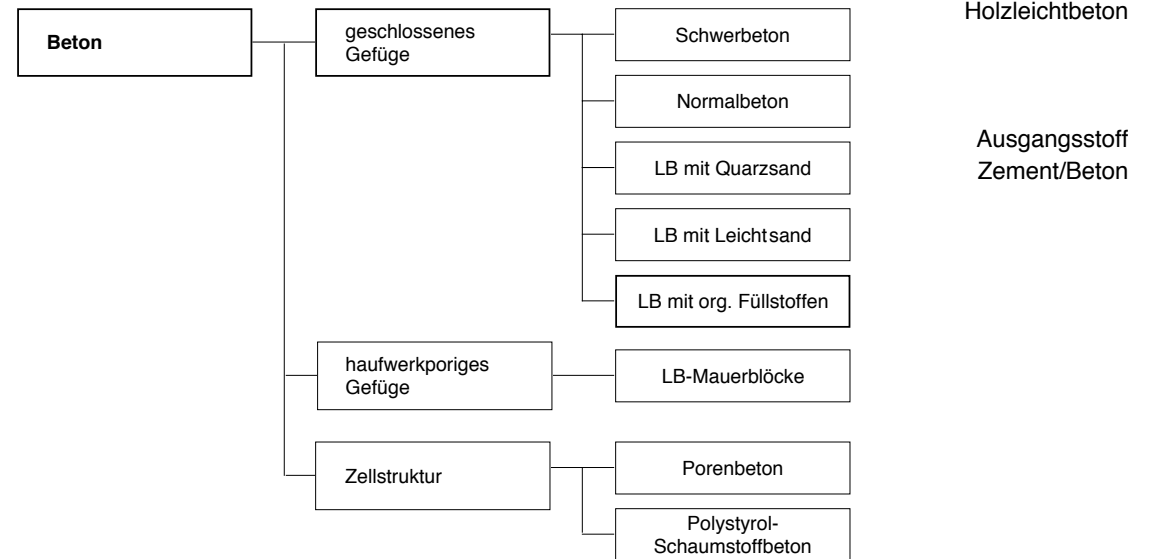 Holzleichtbeton
Beton
geschlossenes
Gefüge
Schwerbeton
Normalbeton
Ausgangsstoff
Zement/Beton
LB mit Quarzsand
LB mit Leichtsand
LB mit org. Füllstoffen
haufwerkporiges
Gefüge
LB-Mauerblöcke
Zellstruktur
Porenbeton
Polystyrol-
Schaumstoffbeton